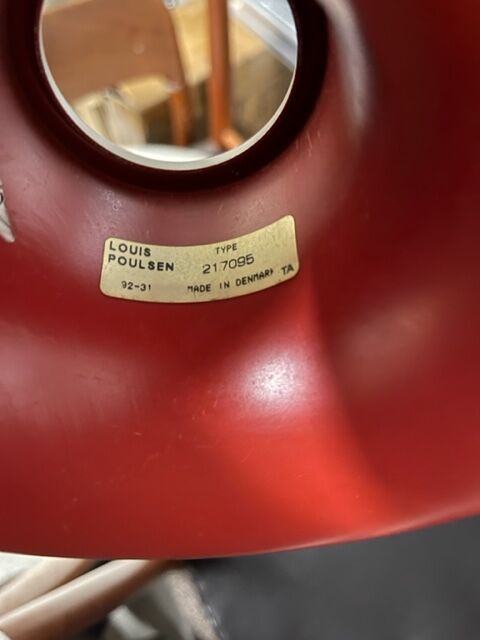 LOUIS
POULSEN
TYPE
217095
92-31
MADE IN DENMARK TA